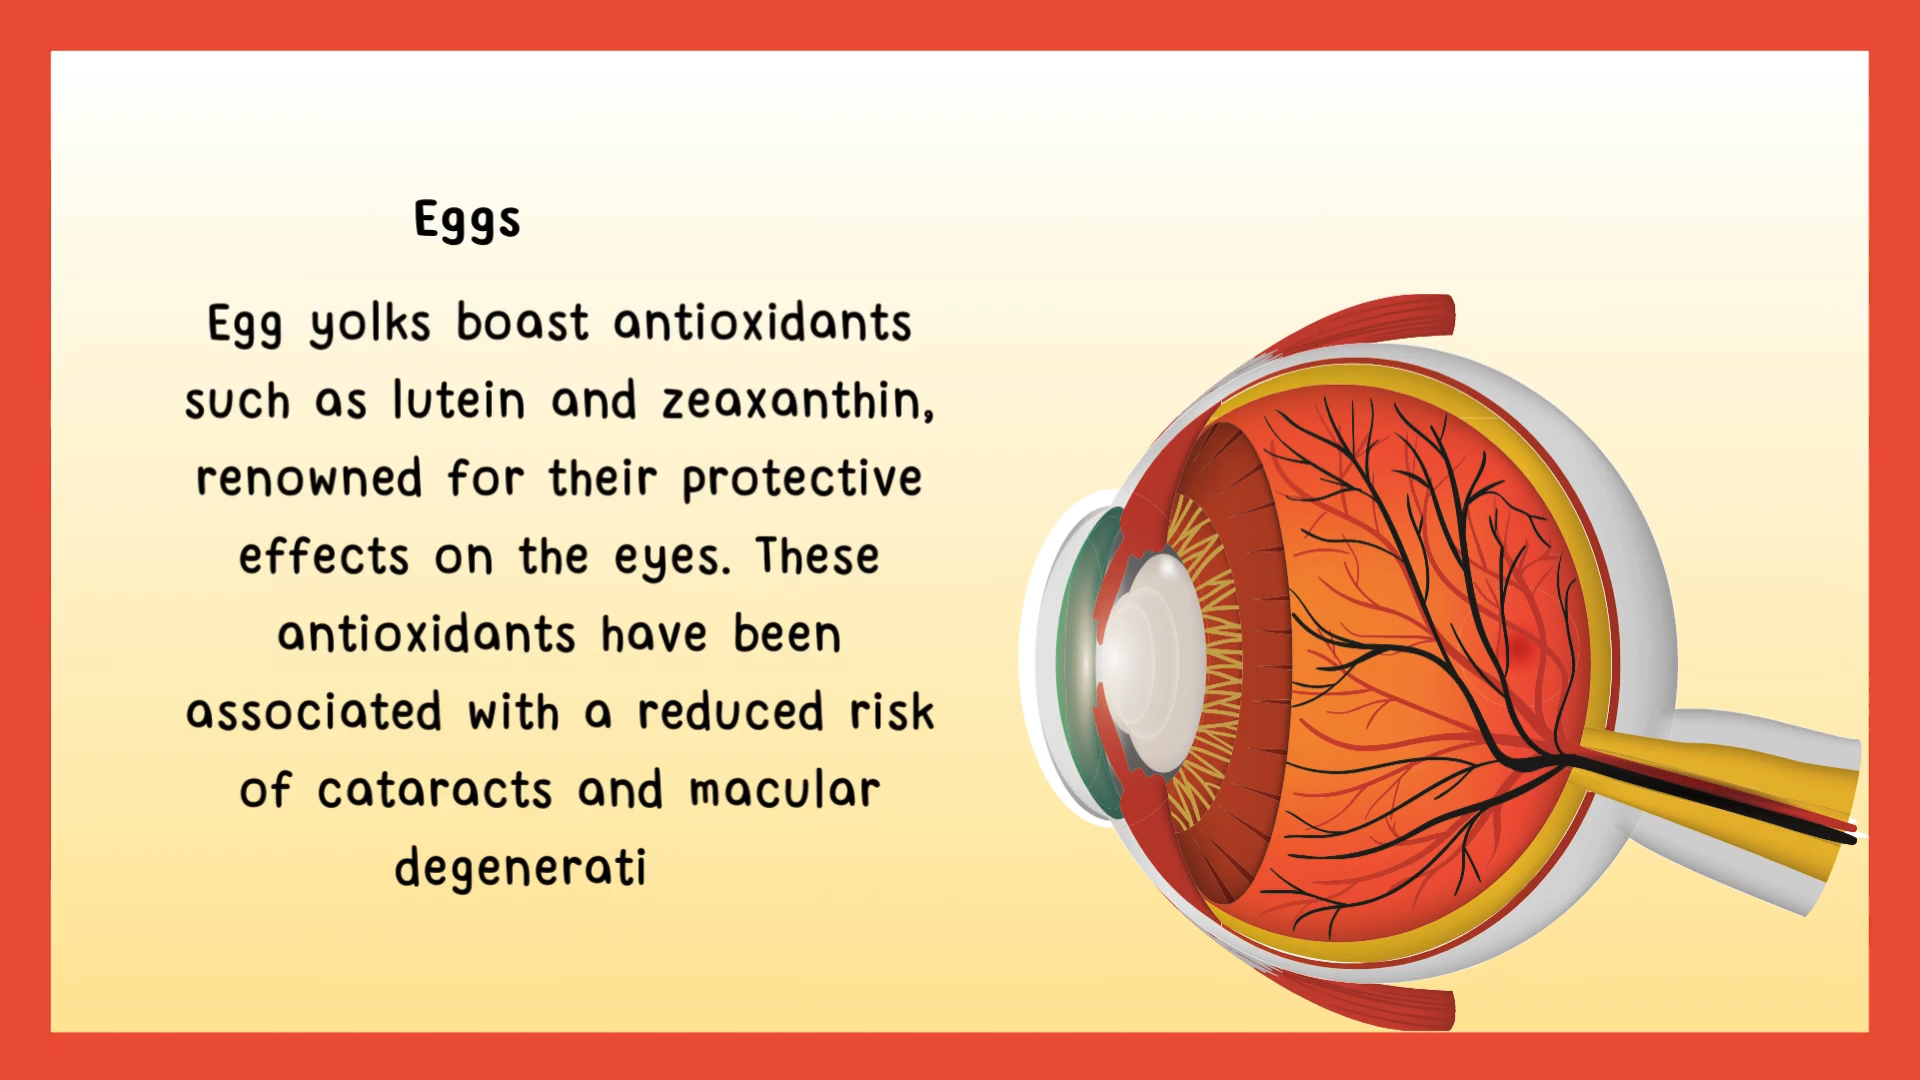 Eggs
Egg yolks boast antioxidants
such as lutein and zeaxanthin,
renowned for their protective
effects on the eyes. These
antioxidants have been
associated with a reduced risk
of cataracts and macular
degenerati